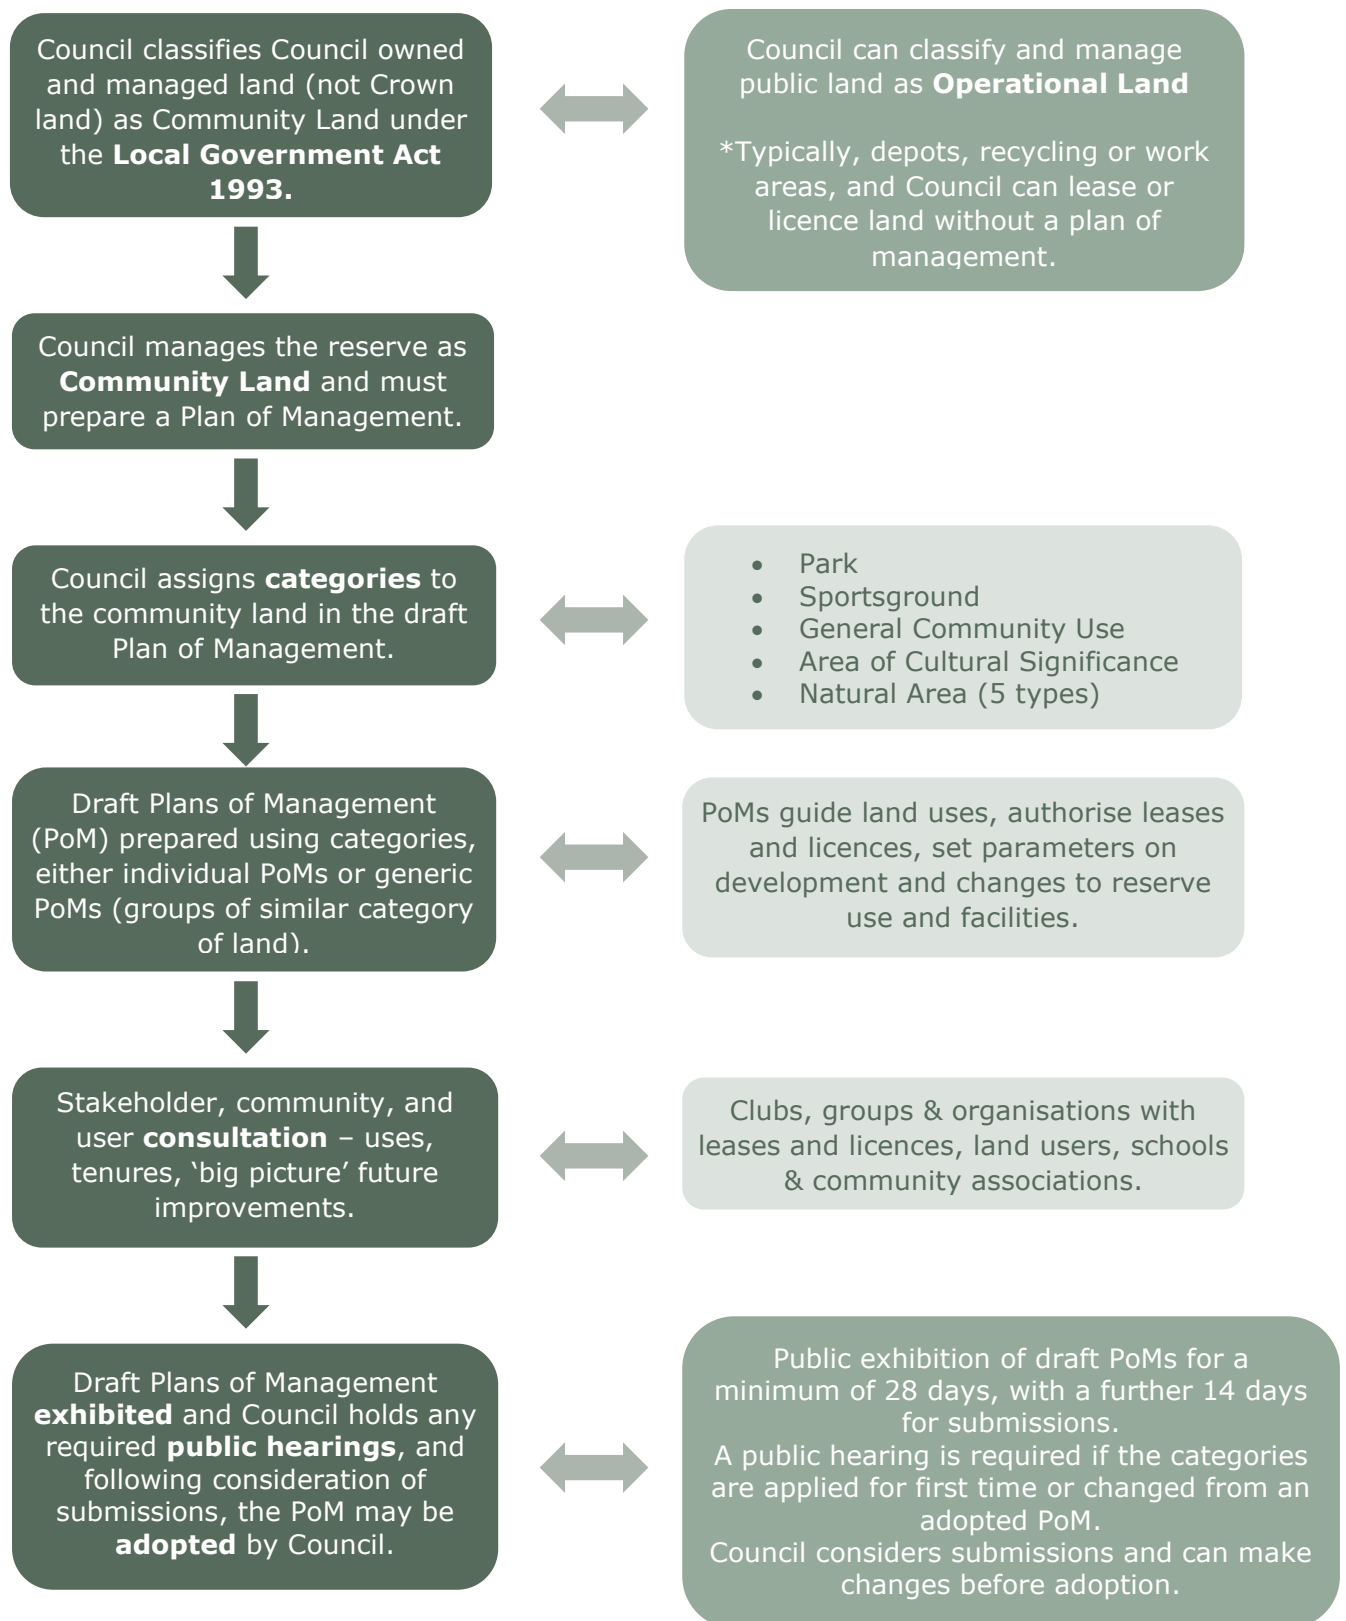 Council classifies Council owned
and managed land (not Crown
land) as Community Land under
the Local Government Act
1993.
Council can classify and manage
public land as Operational Land
*Typically, depots, recycling or work
areas, and Council can lease or
licence land without a plan of
management.
Council manages the reserve as
Community Land and must
prepare a Plan of Management.
Council assigns categories to
the community land in the draft
Plan of Management.
• Park
• Sportsground
• General Community Use
• Area of Cultural Significance
• Natural Area (5 types)
Draft Plans of Management
(PoM) prepared using categories,
either individual PoMs or generic
PoMs (groups of similar category
of land).
PoMs guide land uses, authorise leases
and licences, set parameters on
development and changes to reserve
use and facilities.
Stakeholder, community, and
user consultation – uses,
tenures, ‘big picture’ future
improvements.
Clubs, groups & organisations with
leases and licences, land users, schools
& community associations.
Draft Plans of Management
exhibited and Council holds any
required public hearings, and
following consideration of
submissions, the PoM may be
adopted by Council.
Public exhibition of draft PoMs for a
minimum of 28 days, with a further 14 days
for submissions.
A public hearing is required if the categories
are applied for first time or changed from an
adopted PoM.
Council considers submissions and can make
changes before adoption.